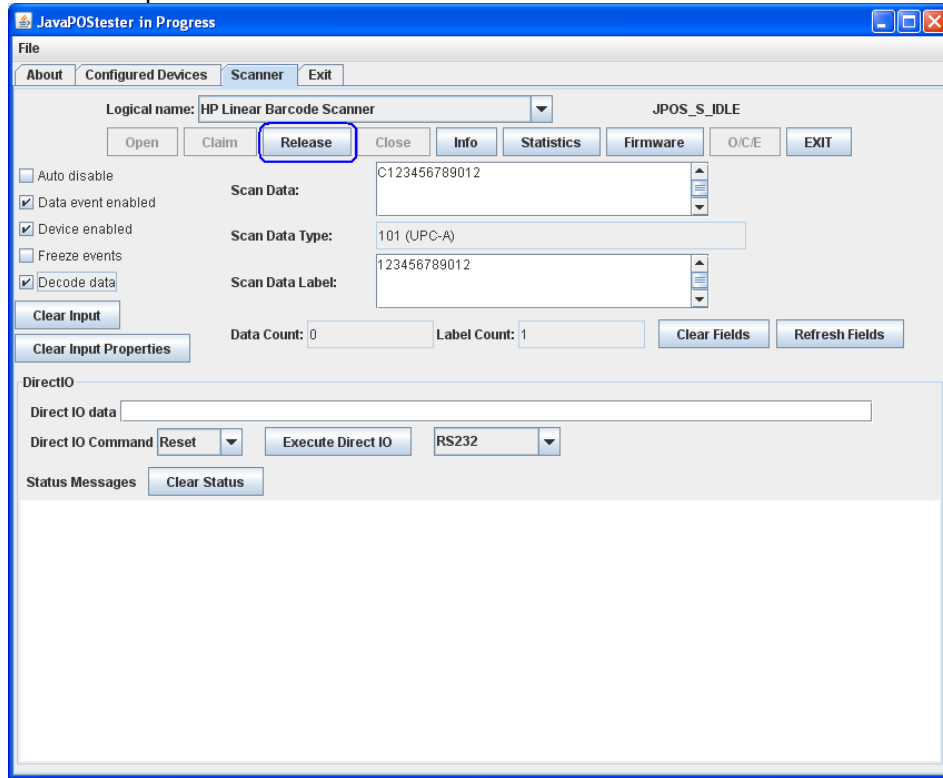 JavaPOStester in Progress
File
About Configured Devices Scanner Exit
Logical name: HP Linear Barcode Scanner JPOS_S_IDLE
Open Claim Release Close Info Statistics Firmware O/C/E EXIT
Auto disable
Data event enabled
Device enabled
Freeze events
Decode data
Clear Input
Clear Input Properties
Scan Data: C123456789012
Scan Data Type: 101 (UPC-A)
Scan Data Label: 123456789012
Data Count: 0 Label Count: 1 Clear Fields Refresh Fields
DirectIO
Direct IO data
Direct IO Command Reset Execute Direct IO RS232
Status Messages Clear Status